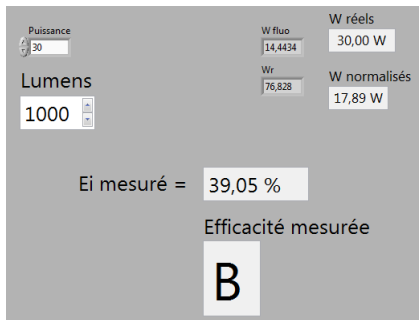 Puissance
30
W fluo
14,4434
W réels
30,00 W
Lumens
1000
Wr
76,828
W normalisés
17,89 W
Ei mesuré = 39,05 %
Efficacité mesurée
B